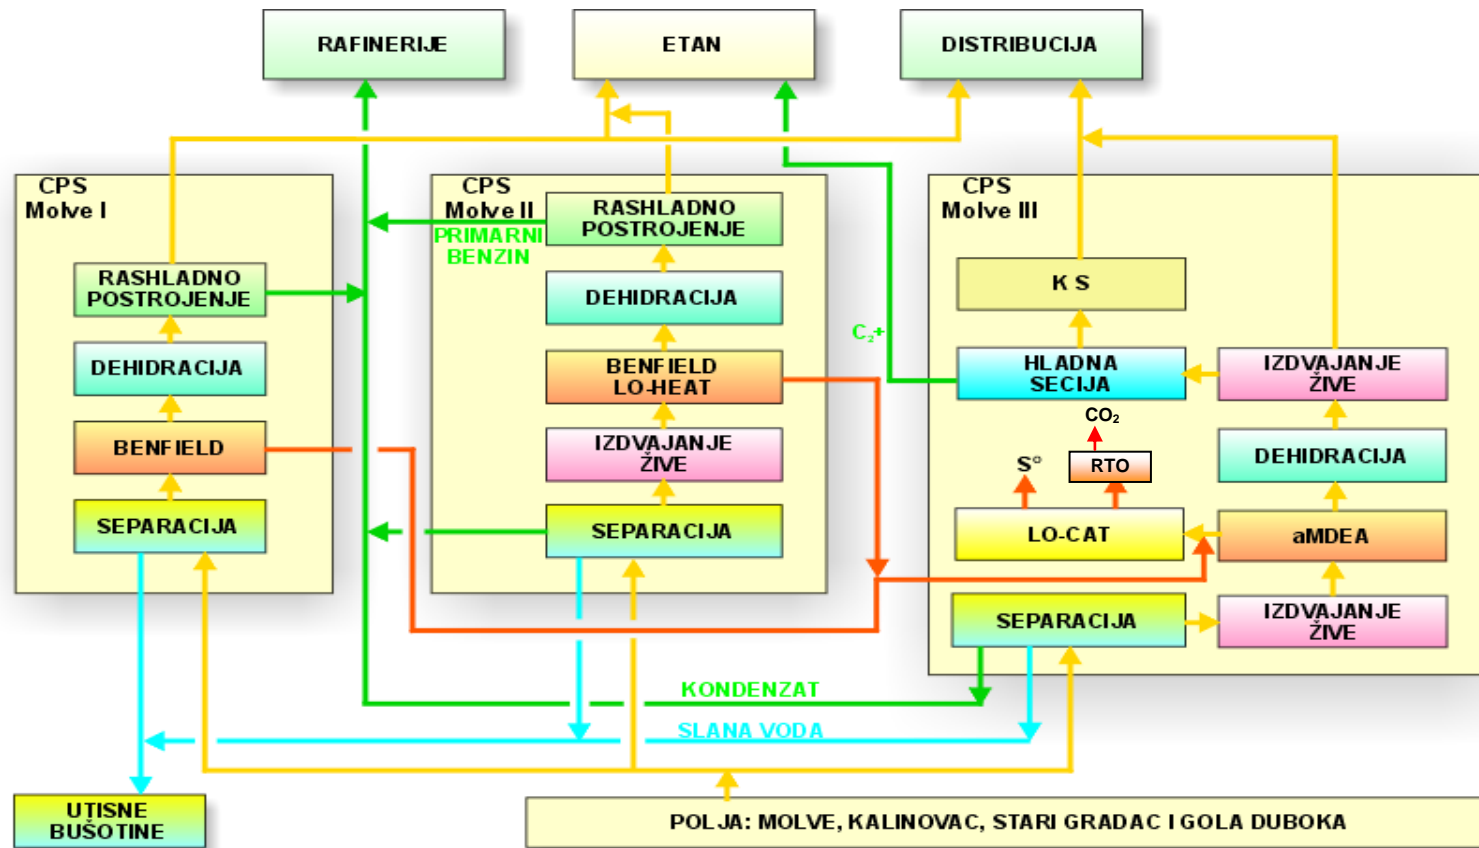 RAFINERIJE
ETAN
DISTRIBUCIJA
CPS
Molve I
RASHLADNO
POSTROJENJE
DEHIDRACIJA
BENFIELD
SEPARACIJA
CPS
Molve II
RASHLADNO
POSTROJENJE
PRIMARNI
BENZIN
DEHIDRACIJA
BENFIELD
LO-HEAT
IZDVAJANJE
ŽIVE
SEPARACIJA
CPS
Molve III
K S
C₂+
HLADNA
SECIJA
IZDVAJANJE
ŽIVE
CO₂
RTO
S°
DEHIDRACIJA
LO-CAT
aMDEA
SEPARACIJA
IZDVAJANJE
ŽIVE
KONDENZAT
SLANA VODA
UTISNE
BUŠOTINE
POLJA: MOLVE, KALINOVAC, STARI GRADAC I GOLA DUBOKA